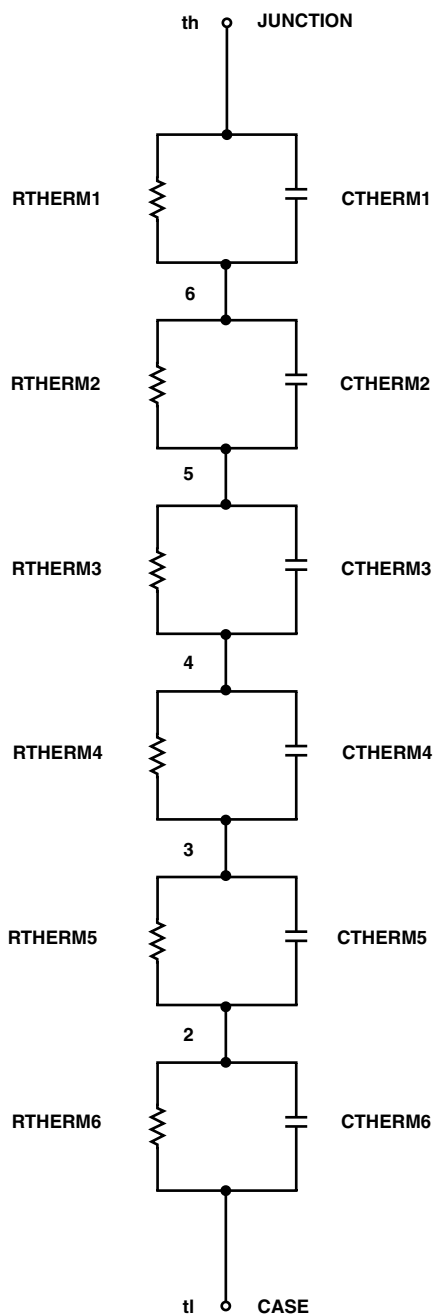 th JUNCTION
RTHERM1 CTHERM1
6
RTHERM2 CTHERM2
5
RTHERM3 CTHERM3
4
RTHERM4 CTHERM4
3
RTHERM5 CTHERM5
2
RTHERM6 CTHERM6
tl CASE